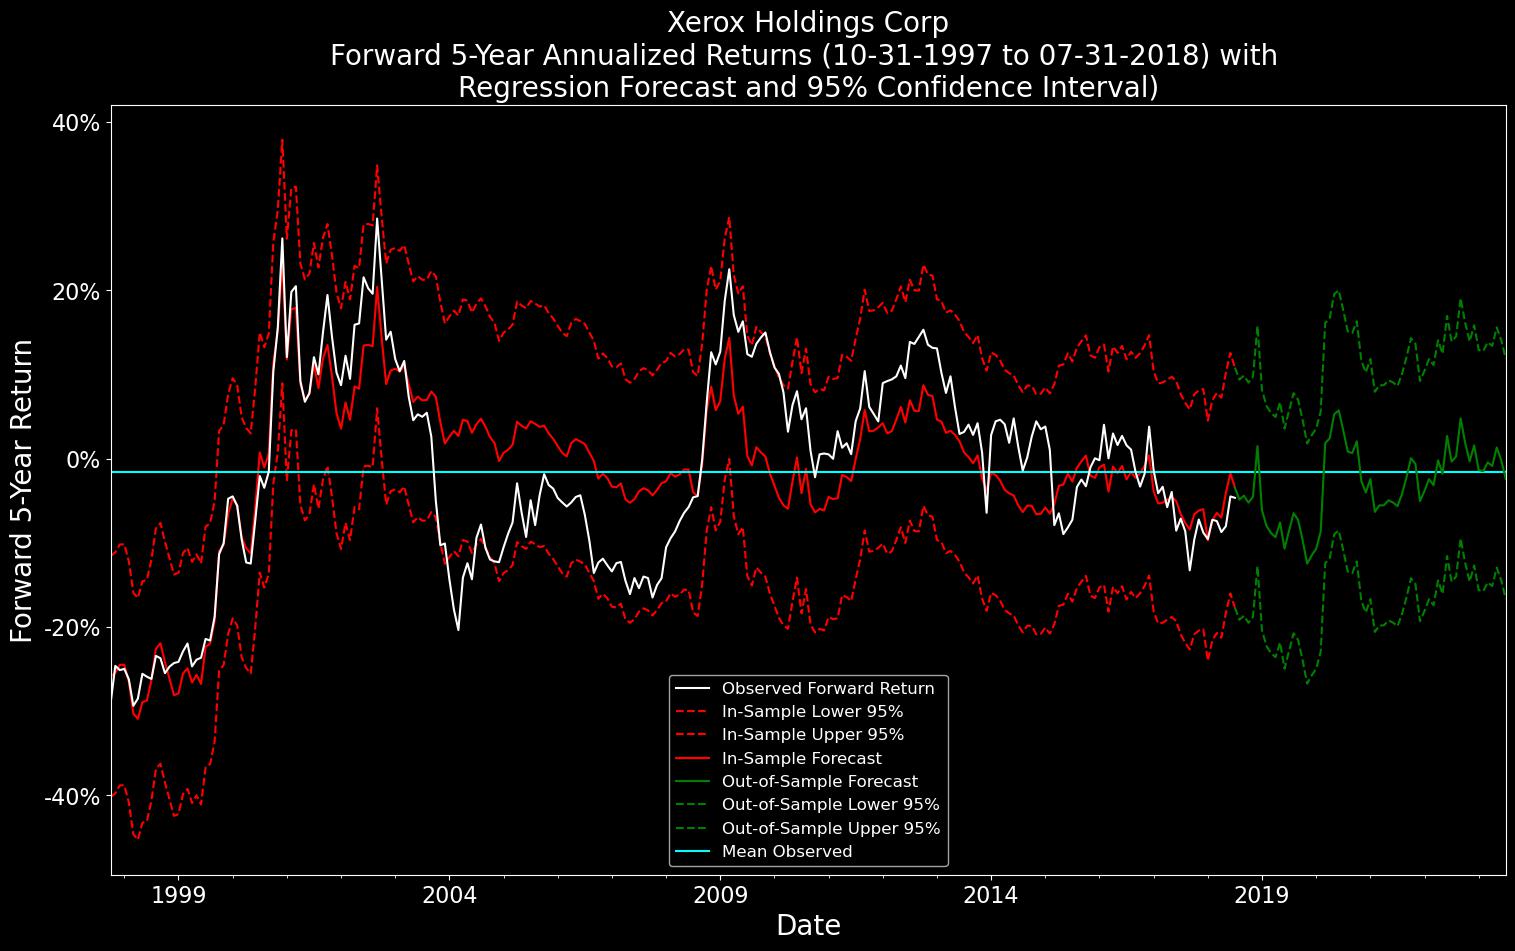 Xerox Holdings Corp
Forward 5-Year Annualized Returns (10-31-1997 to 07-31-2018) with
Regression Forecast and 95% Confidence Interval)
Forward 5-Year Return
40%
20%
0%
-20%
-40%
Observed Forward Return
In-Sample Lower 95%
In-Sample Upper 95%
In-Sample Forecast
Out-of-Sample Forecast
Out-of-Sample Lower 95%
Out-of-Sample Upper 95%
Mean Observed
1999 2004 2009 2014 2019
Date